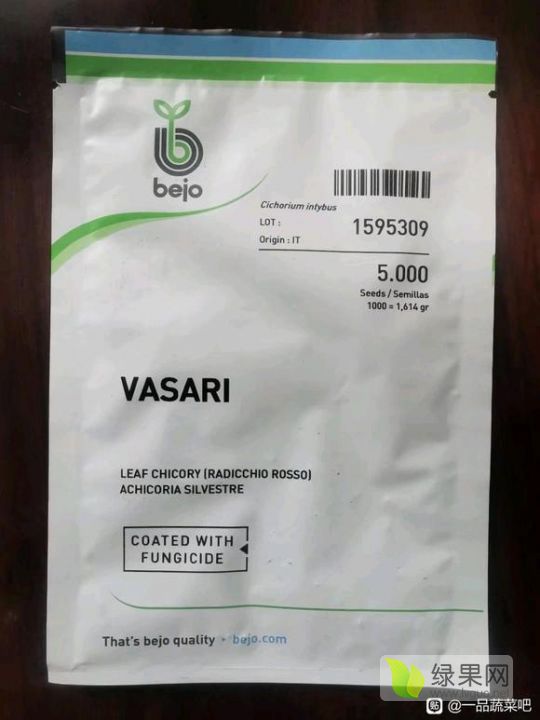 bejo
Cichorium intybus
LOT : 1595309
Origin : IT
5.000
Seeds / Semillas
1000 = 1,614 gr
VASARI
LEAF CHICORY (RADICCHIO ROSSO)
ACHICORIA SILVESTRE
COATED WITH
FUNGICIDE
That's bejo quality • bejo.com
绿果网
贴 @一品蔬菜吧